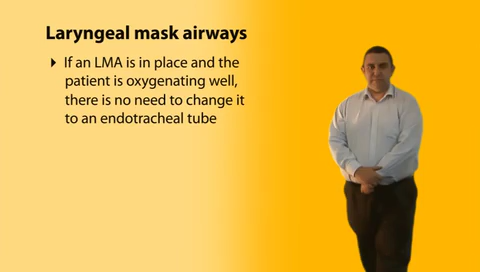 Laryngeal mask airways
If an LMA is in place and the
patient is oxygenating well,
there is no need to change it
to an endotracheal tube